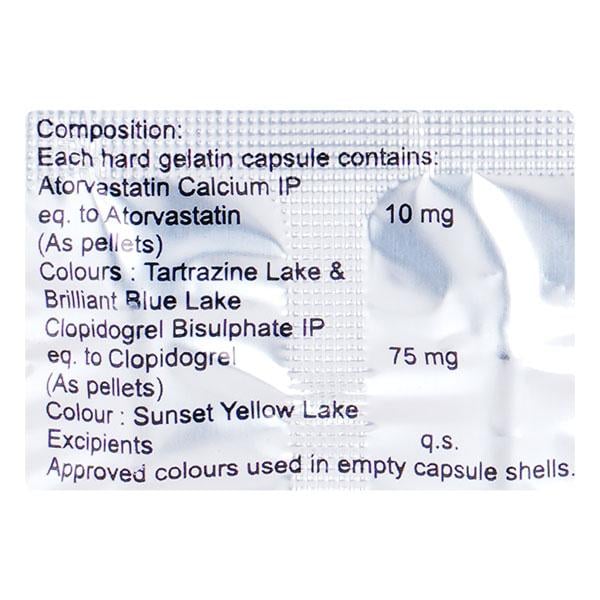 Composition:
Each hard gelatin capsule contains:
Atorvastatin Calcium IP
eq. to Atorvastatin 10 mg
(As pellets)
Colours : Tartrazine Lake &
Brilliant Blue Lake
Clopidogrel Bisulphate IP
eq. to Clopidogrel 75 mg
(As pellets)
Colour : Sunset Yellow Lake
Excipients q.s.
Approved colours used in empty capsule shells.